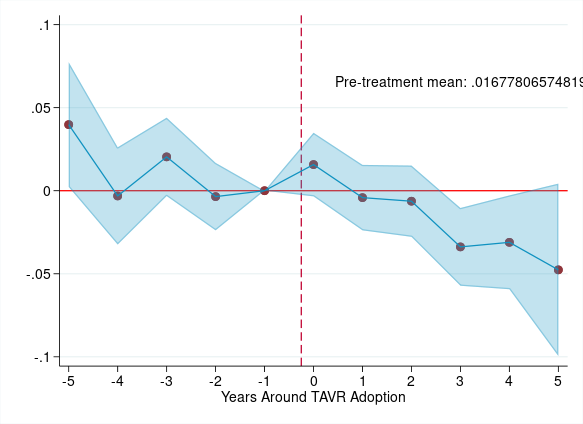 .1
Pre-treatment mean: .01677806574819
.05
0
-.05
-.1
-5 -4 -3 -2 -1 0 1 2 3 4 5
Years Around TAVR Adoption